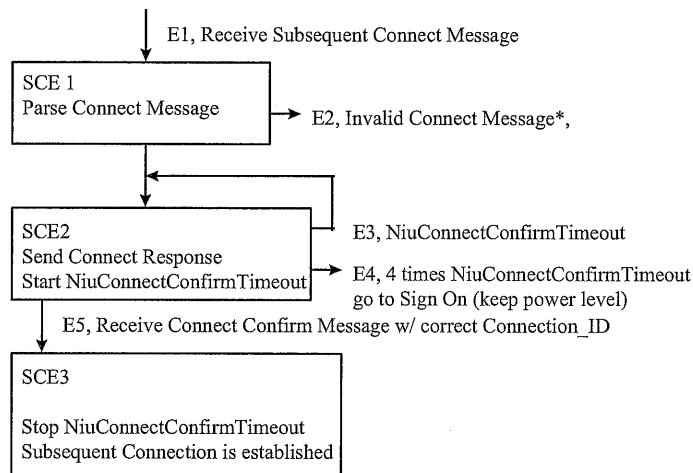 E1, Receive Subsequent Connect Message
SCE 1
Parse Connect Message
E2, Invalid Connect Message*,
SCE2
Send Connect Response
Start NiuConnectConfirmTimeout
E3, NiuConnectConfirmTimeout
E4, 4 times NiuConnectConfirmTimeout
go to Sign On (keep power level)
E5, Receive Connect Confirm Message w/ correct Connection_ID
SCE3
Stop NiuConnectConfirmTimeout
Subsequent Connection is established